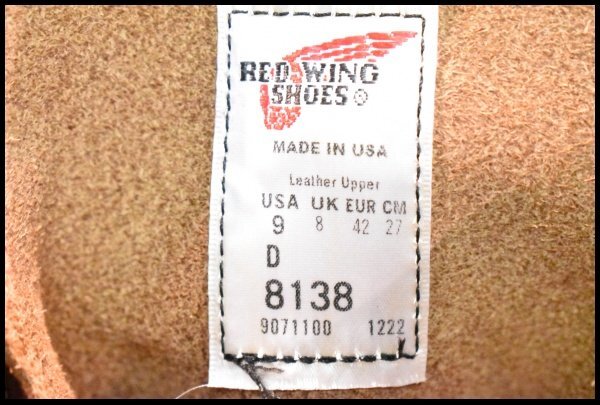 RED WING
SHOES ®
MADE IN USA
Leather Upper
USA UK EUR CM
9 8 42 27
D
8138
9071100 1222